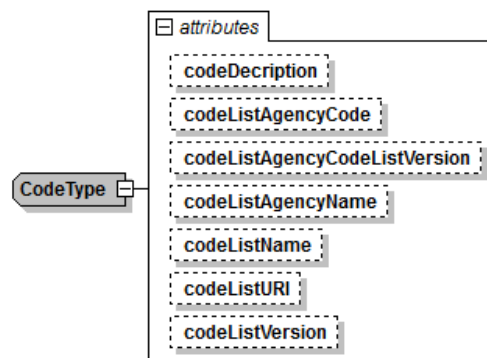 attributes
codeDecription
codeListAgencyCode
codeListAgencyCodeListVersion
CodeType
codeListAgencyName
codeListName
codeListURI
codeListVersion